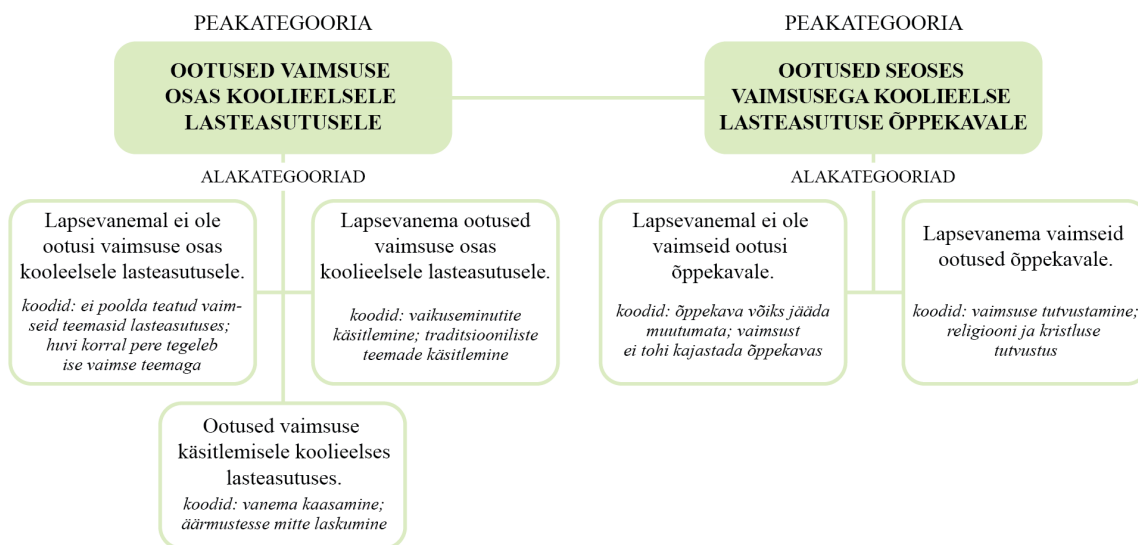 PEAKATEGOORIA
OOTUSED VAIMSUSE
OSAS KOOLIEELSELE
LASTEASUTUSELE
ALAKATEGOORIAD
Lapsevanemal ei ole
ootusi vaimsuse osas
kooleelsele lasteasutusele.
koodid: ei poolda teatud vaim-
seid teemasid lasteasutuses;
huvi korral pere tegeleb
ise vaimse teemaga
Lapsevanema ootused
vaimsuse osas
koolieelsele lasteasutusele.
koodid: vaikuseminutite
käsitlemine; traditsiooniliste
teemade käsitlemine
Ootused vaimsuse
käsitlemisele koolieelses
lasteasutuses.
koodid: vanema kaasamine;
äärmustesse mitte laskumine
PEAKATEGOORIA
OOTUSED SEOSES
VAIMSUSEGA KOOLIEELSE
LASTEASUTUSE ÕPPEKAVALE
ALAKATEGOORIAD
Lapsevanemal ei ole
vaimseid ootusi
õppekavale.
koodid: õppekava võiks jääda
muutumata; vaimsust
ei tohi kajastada õppekavas
Lapsevanema vaimseid
ootused õppekavale.
koodid: vaimsuse tutvustamine;
religiooni ja kristluse
tutvustus